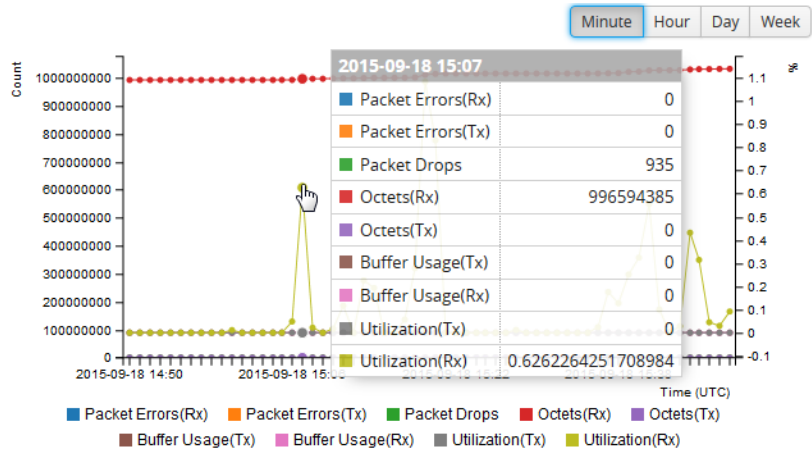 Minute Hour Day Week
Count
%
1000000000
900000000
800000000
700000000
600000000
500000000
400000000
300000000
200000000
100000000
0
1.1
1
0.9
0.8
0.7
0.6
0.5
0.4
0.3
0.2
0.1
0
-0.1
2015-09-18 15:07
Packet Errors(Rx) 0
Packet Errors(Tx) 0
Packet Drops 935
Octets(Rx) 996594385
Octets(Tx) 0
Buffer Usage(Tx) 0
Buffer Usage(Rx) 0
Utilization(Tx) 0
Utilization(Rx) 0.6262264251708984
2015-09-18 14:50
2015-09-18
Time (UTC)
Packet Errors(Rx) Packet Errors(Tx) Packet Drops Octets(Rx) Octets(Tx)
Buffer Usage(Tx) Buffer Usage(Rx) Utilization(Tx) Utilization(Rx)